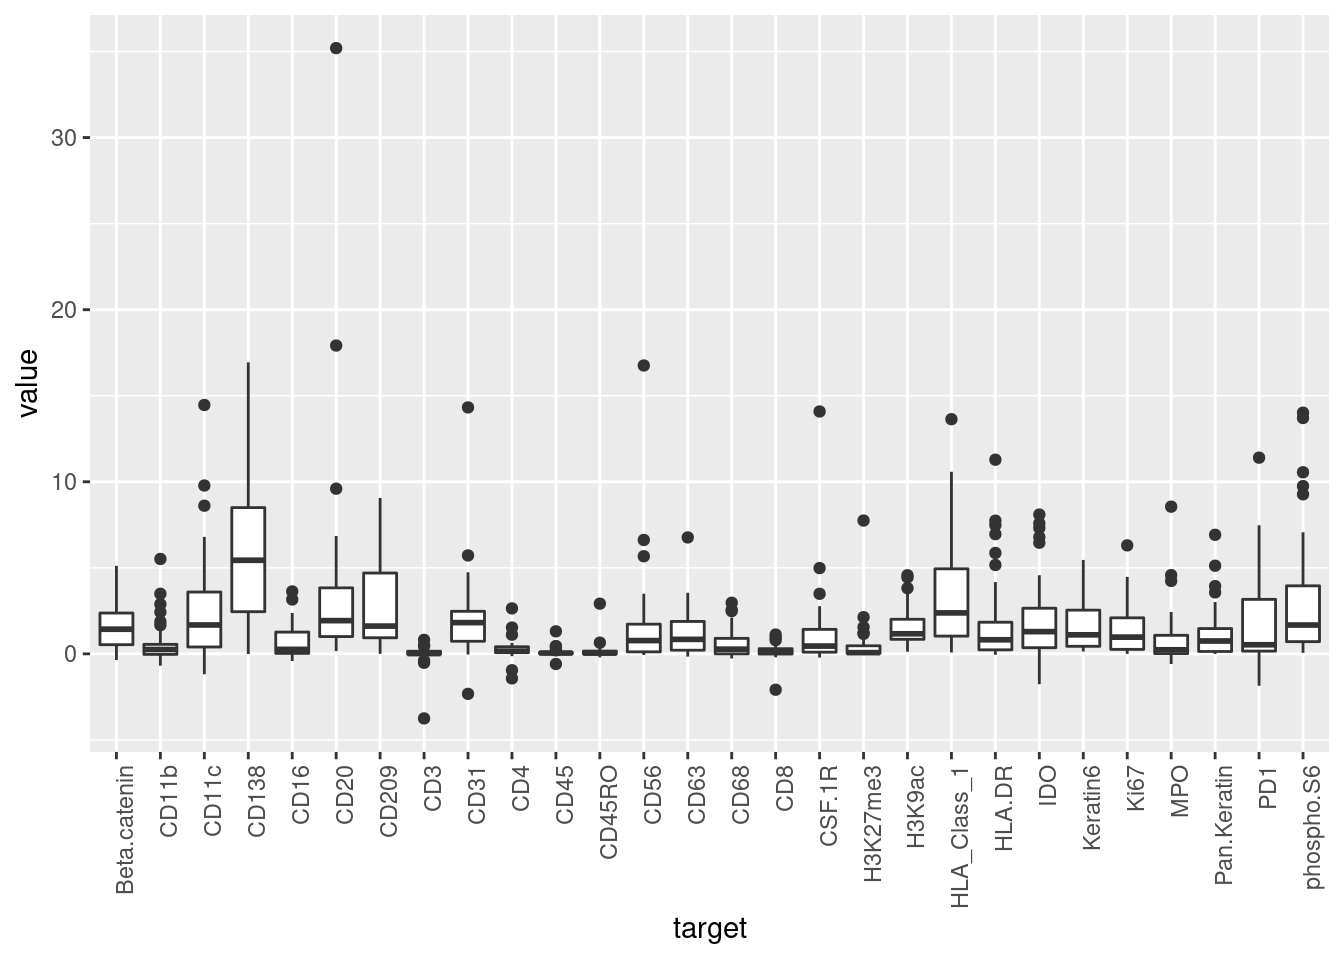 30
20
10
0
value
Beta.catenin
CD11b
CD11c
CD138
CD16
CD20
CD209
CD3
CD31
CD4
CD45
CD45RO
CD56
CD63
CD68
CD8
CSF.1R
H3K27me3
H3K9ac
HLA_Class_1
HLA.DR
IDO
Keratin6
Ki67
MPO
Pan.Keratin
PD1
phospho.S6
target